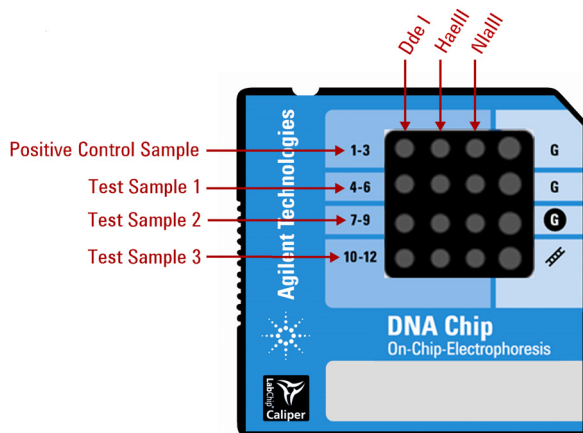 Dde I
HaeIII
NlaIII
Positive Control Sample
1-3
G
Test Sample 1
4-6
G
Test Sample 2
7-9
G
Test Sample 3
10-12
Agilent Technologies
DNA Chip
On-Chip-Electrophoresis
LabChip®
Caliper